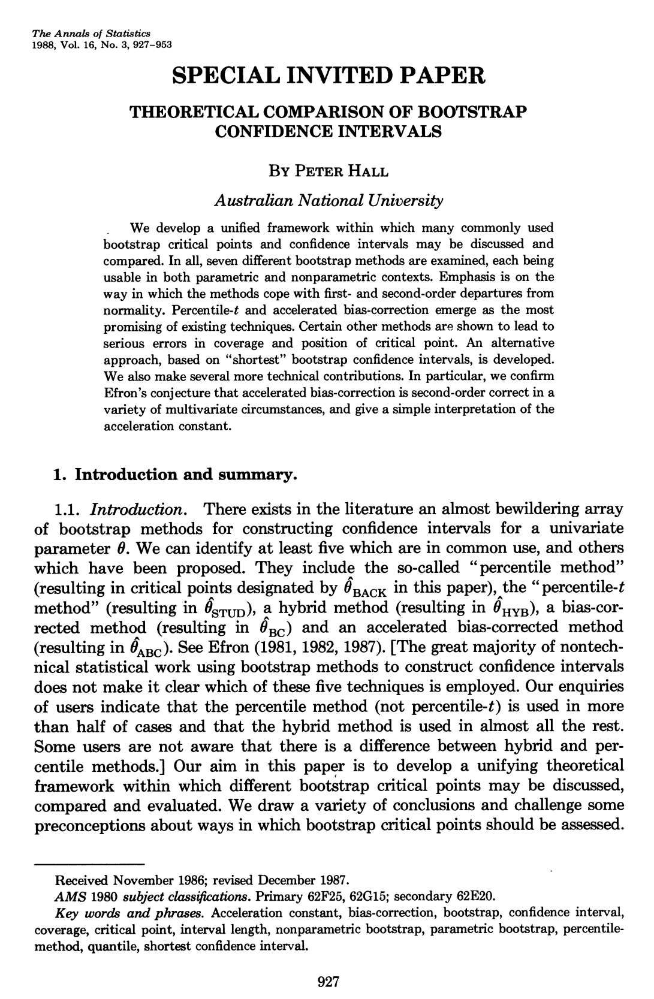 The Annals of Statistics
1988, Vol. 16, No. 3, 927–953
SPECIAL INVITED PAPER
THEORETICAL COMPARISON OF BOOTSTRAP
CONFIDENCE INTERVALS
BY PETER HALL
Australian National University
We develop a unified framework within which many commonly used
bootstrap critical points and confidence intervals may be discussed and
compared. In all, seven different bootstrap methods are examined, each being
usable in both parametric and nonparametric contexts. Emphasis is on the
way in which the methods cope with first- and second-order departures from
normality. Percentile-t and accelerated bias-correction emerge as the most
promising of existing techniques. Certain other methods are shown to lead to
serious errors in coverage and position of critical point. An alternative
approach, based on “shortest” bootstrap confidence intervals, is developed.
We also make several more technical contributions. In particular, we confirm
Efron’s conjecture that accelerated bias-correction is second-order correct in a
variety of multivariate circumstances, and give a simple interpretation of the
acceleration constant.
1. Introduction and summary.
1.1. Introduction. There exists in the literature an almost bewildering array
of bootstrap methods for constructing confidence intervals for a univariate
parameter θ. We can identify at least five which are in common use, and others
which have been proposed. They include the so-called “percentile method”
(resulting in critical points designated by θ̂BACK in this paper), the “percentile-t
method” (resulting in θ̂STUD), a hybrid method (resulting in θ̂HYB), a bias-cor-
rected method (resulting in θ̂BC) and an accelerated bias-corrected method
(resulting in θ̂ABC). See Efron (1981, 1982, 1987). [The great majority of nontech-
nical statistical work using bootstrap methods to construct confidence intervals
does not make it clear which of these five techniques is employed. Our enquiries
of users indicate that the percentile method (not percentile-t) is used in more
than half of cases and that the hybrid method is used in almost all the rest.
Some users are not aware that there is a difference between hybrid and per-
centile methods.] Our aim in this paper is to develop a unifying theoretical
framework within which different bootstrap critical points may be discussed,
compared and evaluated. We draw a variety of conclusions and challenge some
preconceptions about ways in which bootstrap critical points should be assessed.
Received November 1986; revised December 1987.
AMS 1980 subject classifications. Primary 62F25, 62G15; secondary 62E20.
Key words and phrases. Acceleration constant, bias-correction, bootstrap, confidence interval,
coverage, critical point, interval length, nonparametric bootstrap, parametric bootstrap, percentile-
method, quantile, shortest confidence interval.
927